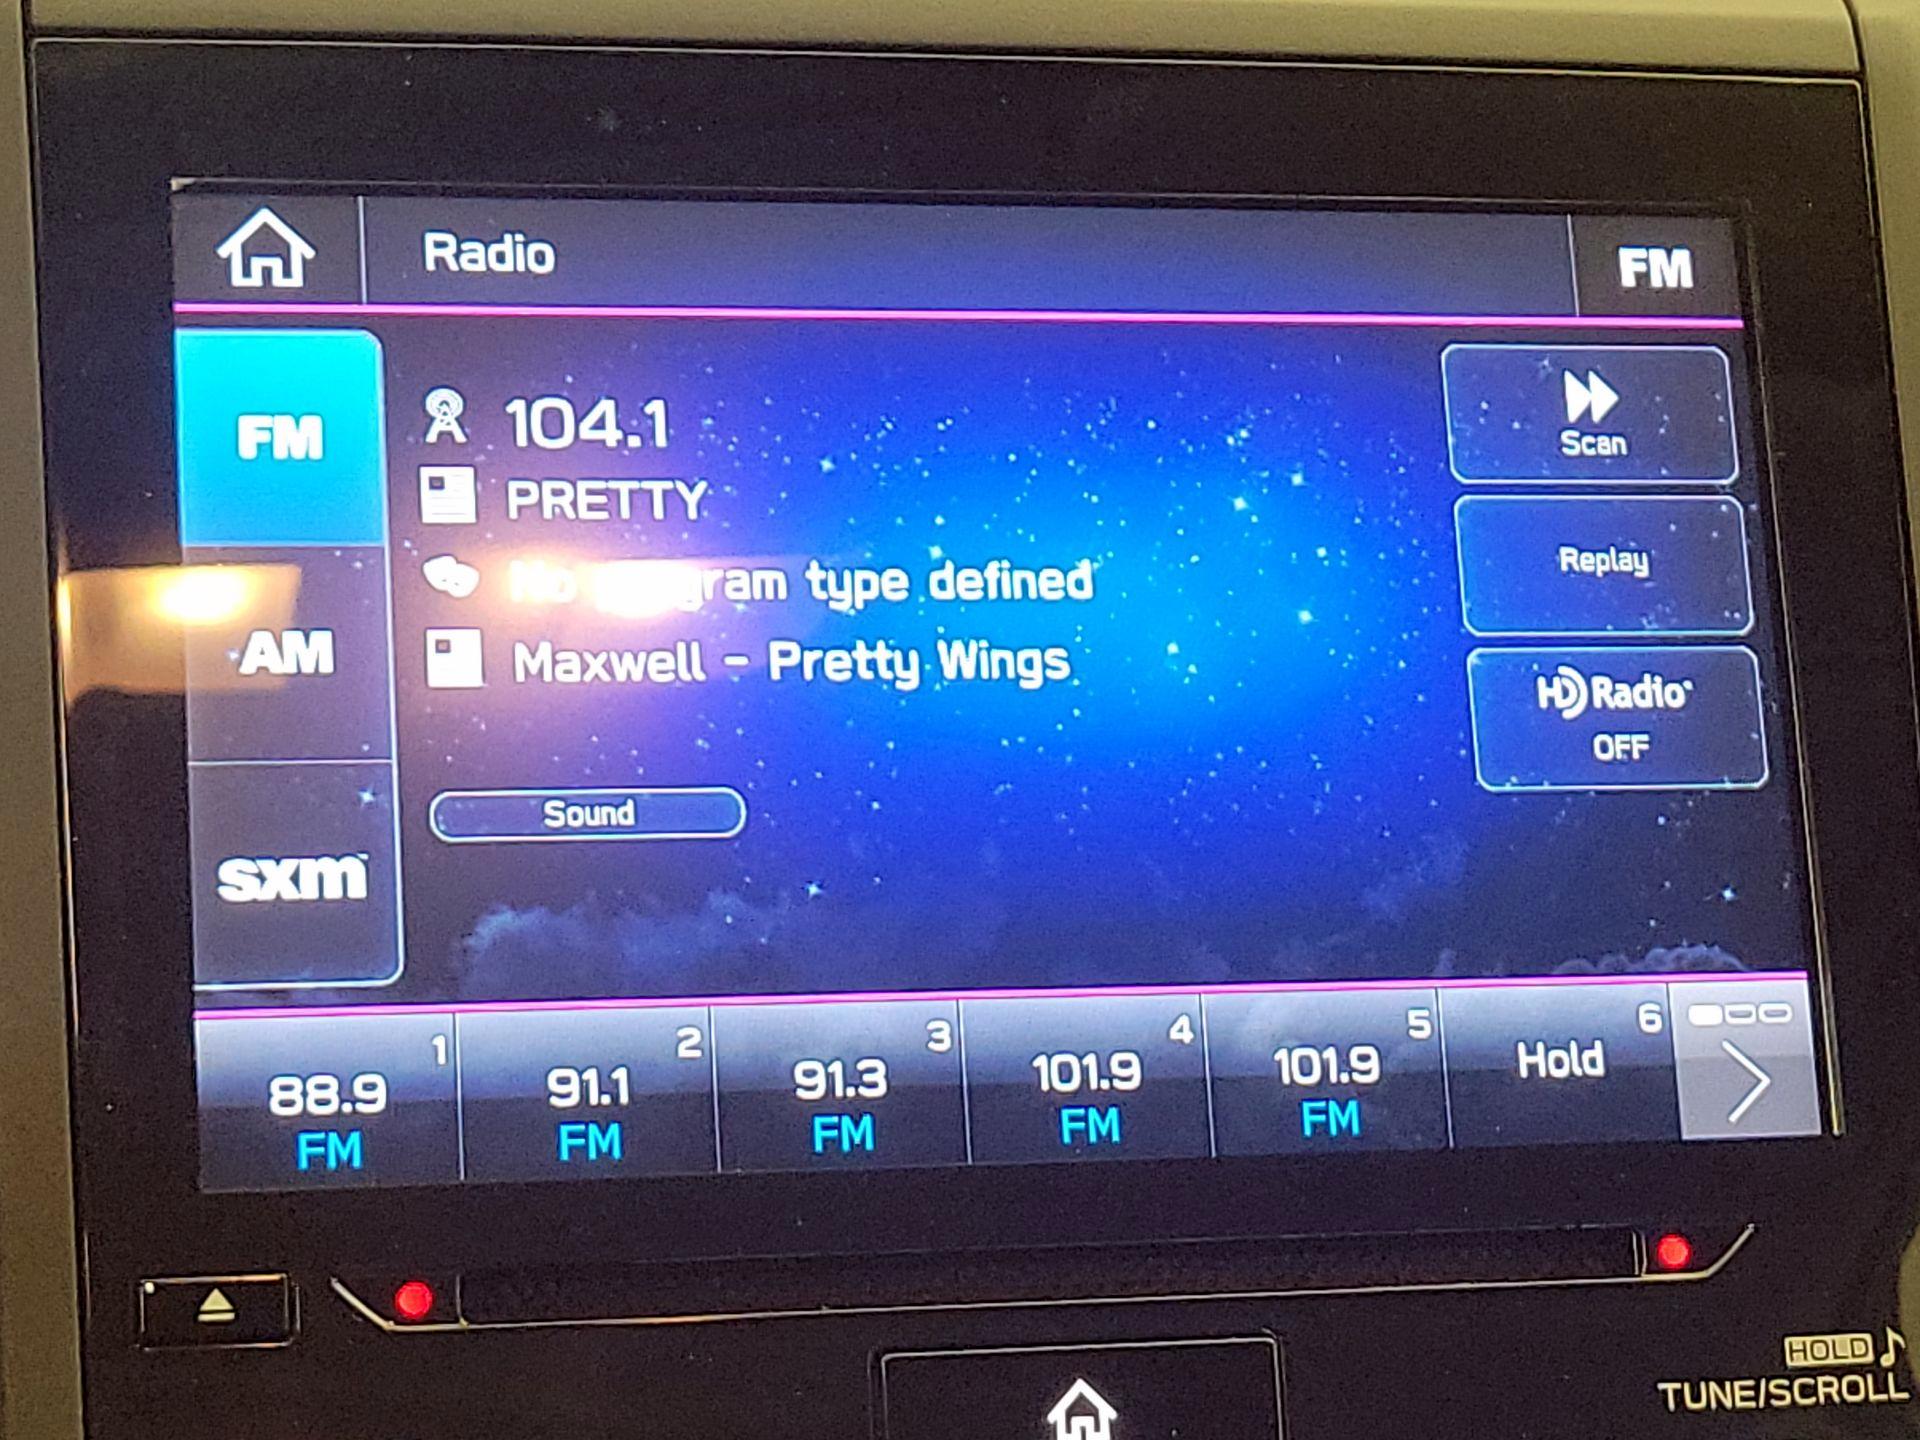 Radio
FM
FM
104.1
PRETTY
No program type defined
Maxwell - Pretty Wings
AM
sxm
Sound
Scan
Replay
HD Radio
OFF
1
88.9
FM
2
91.1
FM
3
91.3
FM
4
101.9
FM
5
101.9
FM
6
Hold
HOLD
TUNE/SCROLL